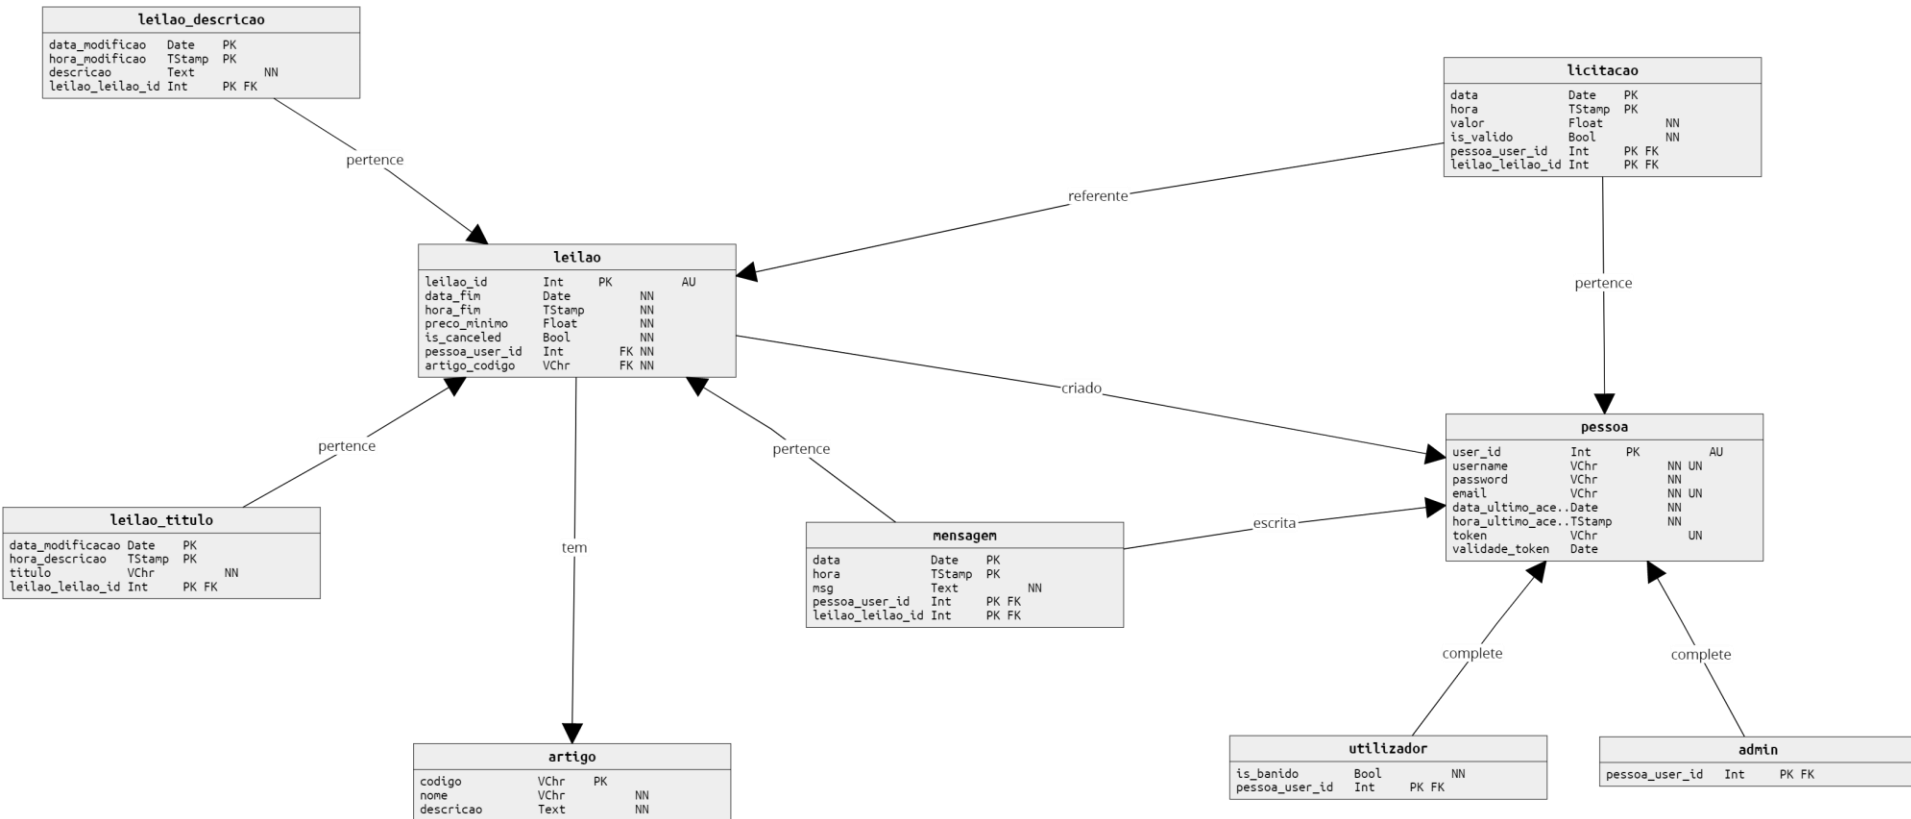 leilao_descricao
data_modificao Date PK
hora_modificao TStamp PK
descricao Text NN
leilao_leilao_id Int PK FK
licitacao
data Date PK
hora TStamp PK
valor Float NN
is_valido Bool NN
pessoa_user_id Int PK FK
leilao_leilao_id Int PK FK
pertence
referente
leilao
leilao_id Int PK AU
data_fim Date NN
hora_fim TStamp NN
preco_minimo Float NN
is_canceled Bool NN
pessoa_user_id Int FK NN
artigo_codigo VChr FK NN
pertence
criado
pertence
pertence
pessoa
user_id Int PK AU
username VChr NN UN
password VChr NN
email VChr NN UN
data_ultimo_ace..Date NN
hora_ultimo_ace..TStamp NN
token VChr UN
validade_token Date
leilao_titulo
data_modificacao Date PK
hora_descricao TStamp PK
titulo VChr NN
leilao_leilao_id Int PK FK
tem
mensagem
data Date PK
hora TStamp PK
msg Text NN
pessoa_user_id Int PK FK
leilao_leilao_id Int PK FK
escrita
complete
complete
artigo
codigo VChr PK
nome VChr NN
descricao Text NN
utilizador
is_banido Bool NN
pessoa_user_id Int PK FK
admin
pessoa_user_id Int PK FK